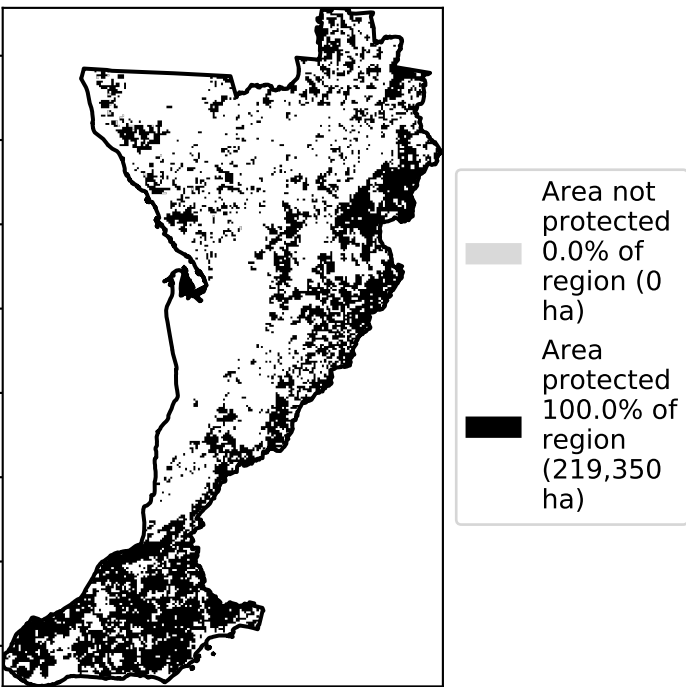 Area not
protected
0.0% of
region (0
ha)
Area
protected
100.0% of
region
(219,350
ha)